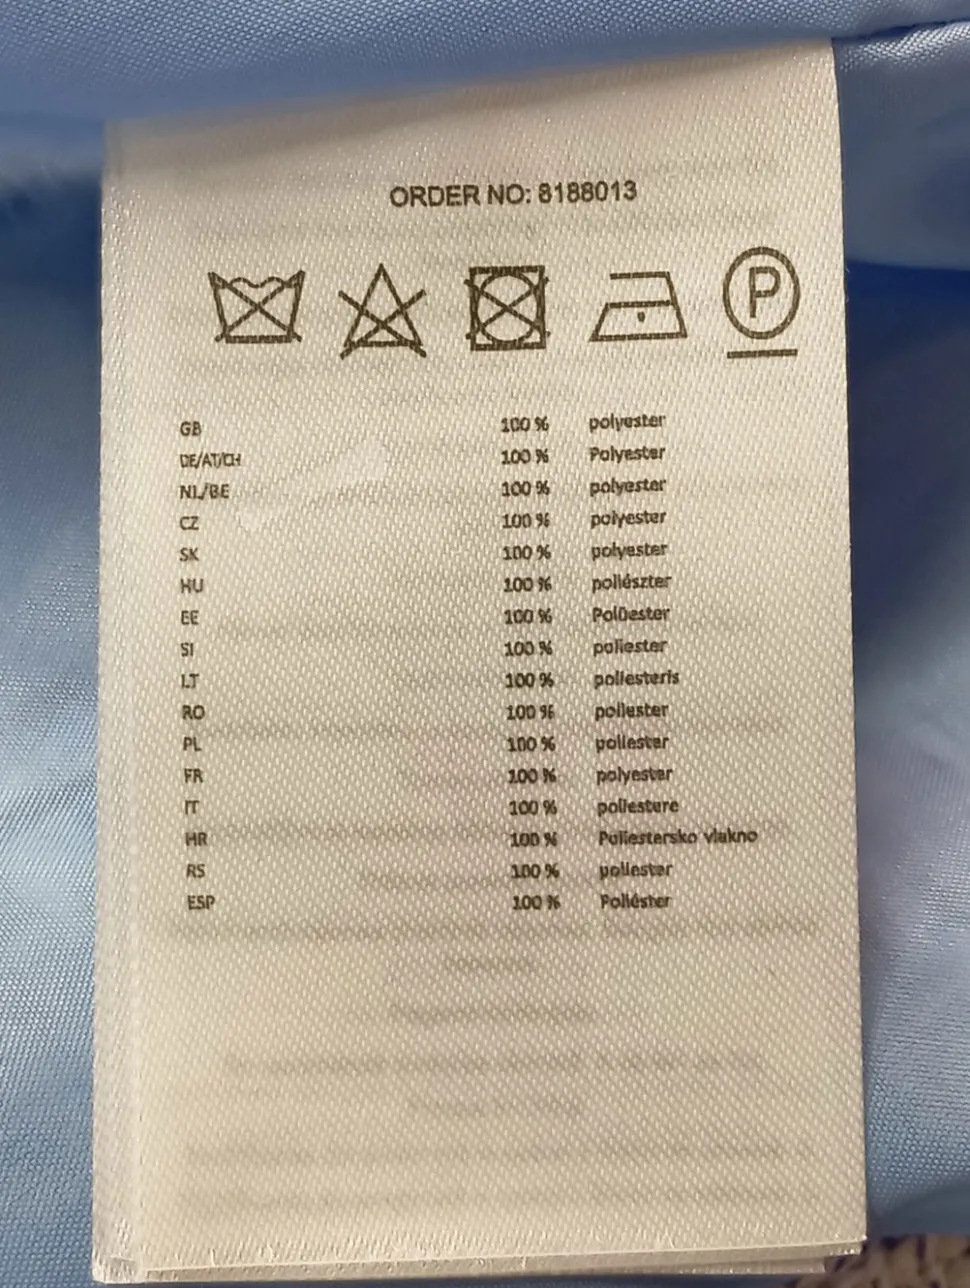 ORDER NO: 8188013
P
GB 100 % polyester
DE/AT/CH 100 % Polyester
NL/BE 100 % polyester
CZ 100 % polyester
SK 100 % polyester
HU 100 % poliészter
EE 100 % Polüester
SI 100 % poliester
LT 100 % poliesteris
RO 100 % poliester
PL 100 % poliester
FR 100 % polyester
IT 100 % poliestere
HR 100 % Poliestersko vlakno
RS 100 % poliester
ESP 100 % Poliéster